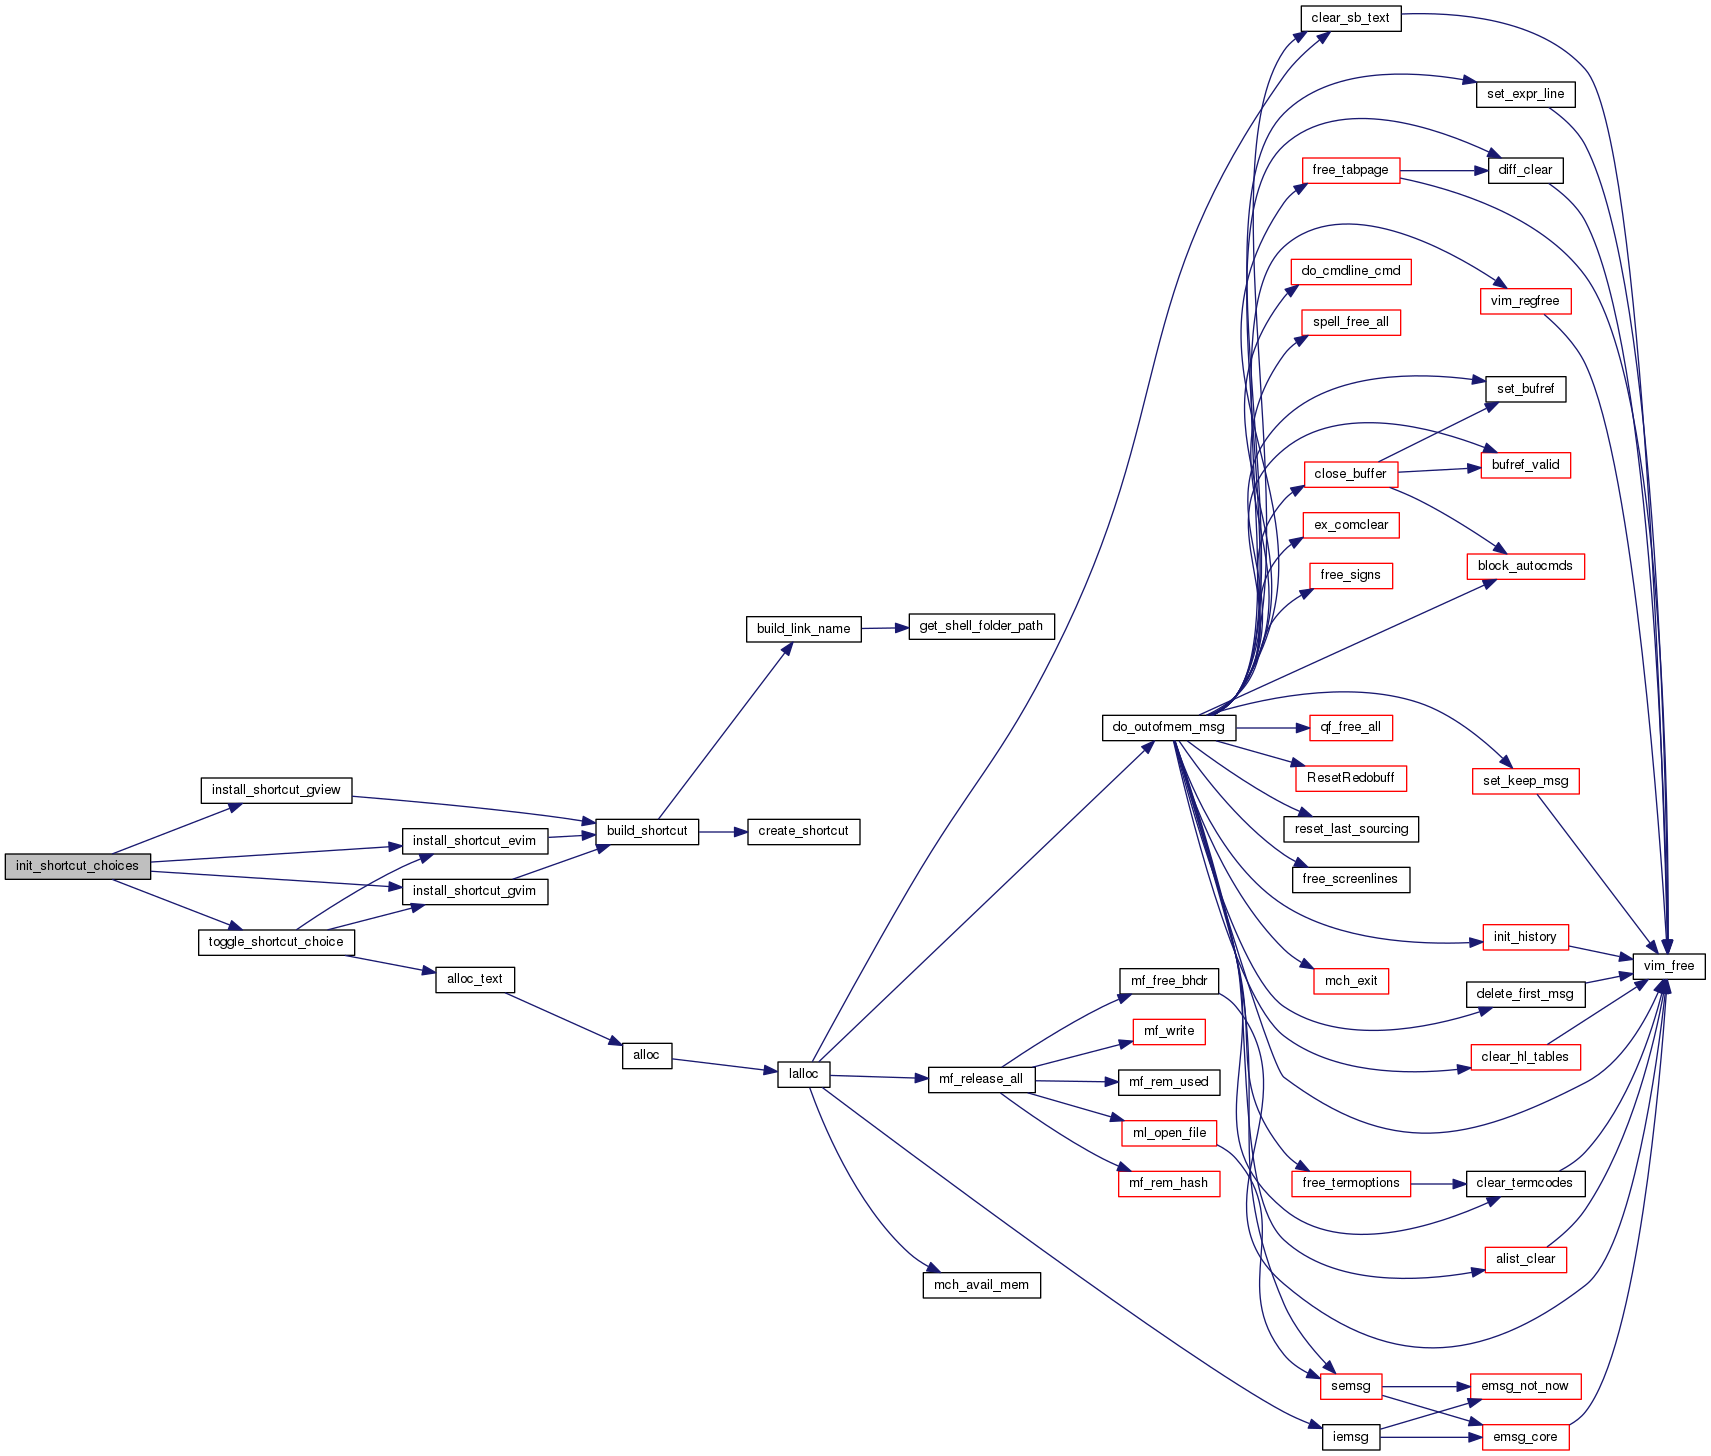 clear_sb_text
set_expr_line
free_tabpage
diff_clear
do_cmdline_cmd
vim_regfree
spell_free_all
set_bufref
close_buffer
bufref_valid
ex_comclear
block_autocmds
free_signs
build_link_name
get_shell_folder_path
do_outofmem_msg
qf_free_all
ResetRedobuff
set_keep_msg
install_shortcut_gview
reset_last_sourcing
install_shortcut_evim
build_shortcut
create_shortcut
init_shortcut_choices
install_shortcut_gvim
free_screenlines
toggle_shortcut_choice
init_history
vim_free
alloc_text
mf_free_bhdr
mch_exit
delete_first_msg
mf_write
alloc
lalloc
mf_release_all
mf_rem_used
clear_hl_tables
ml_open_file
mf_rem_hash
free_termoptions
clear_termcodes
alist_clear
mch_avail_mem
semsg
emsg_not_now
iemsg
emsg_core